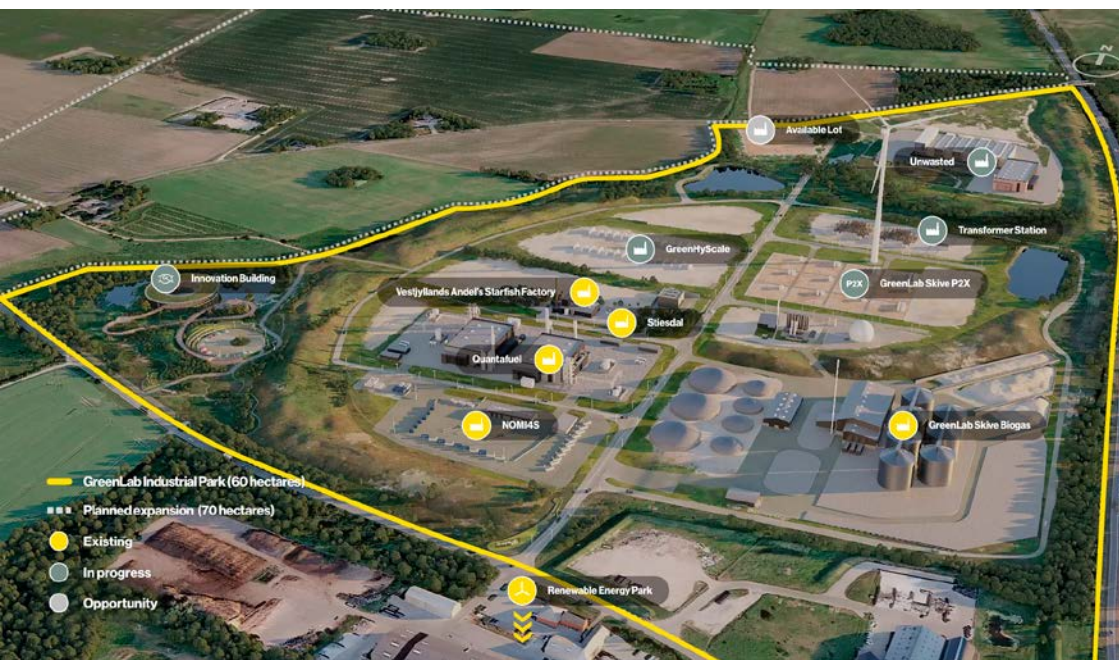 Available Lot
Unwasted
Transformer Station
GreenHyScale
Innovation Building
P2X GreenLab Skive P2X
Vestjyllands Andel's Starfish Factory
Stiesdal
Quantafuel
NOMI4S
GreenLab Skive Biogas
GreenLab Industrial Park (60 hectares)
Planned expansion (70 hectares)
Existing
In progress
Opportunity
Renewable Energy Park